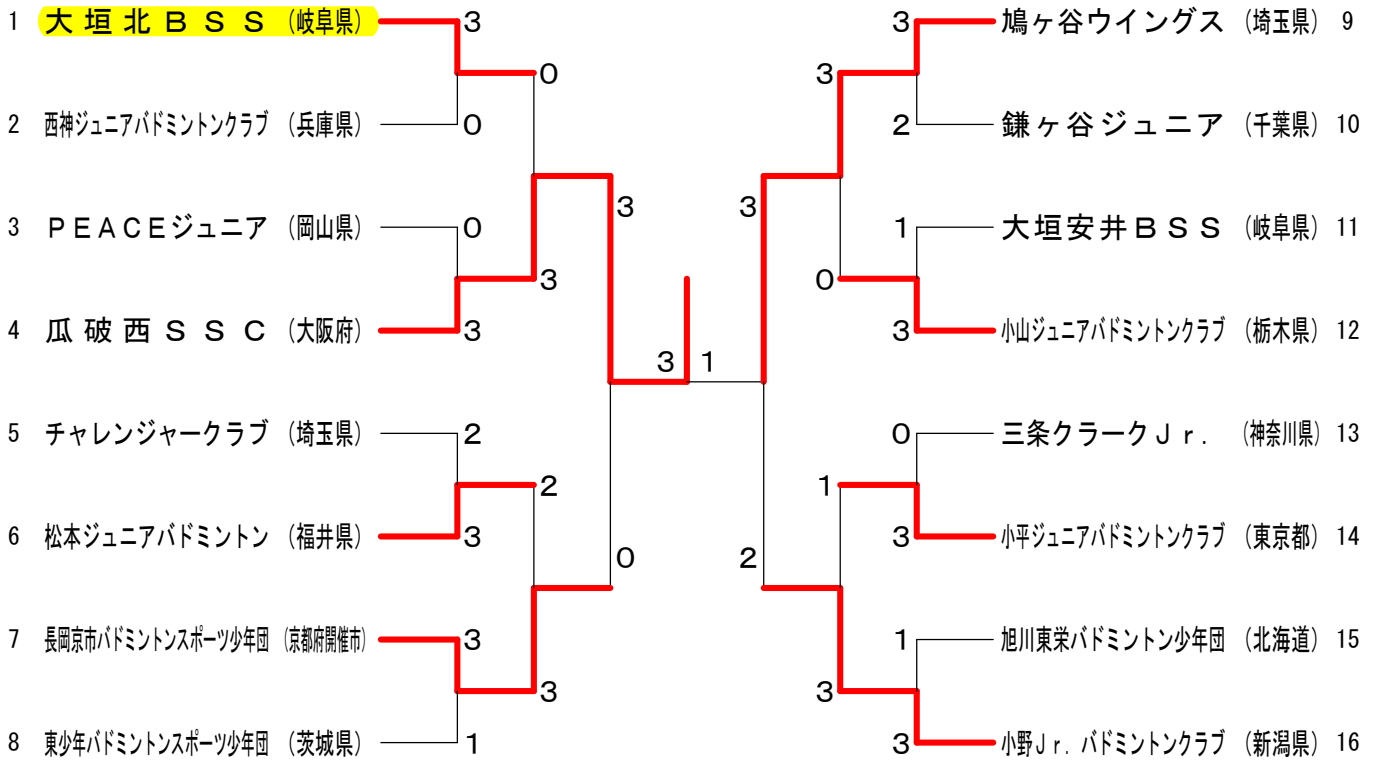 1 大垣北BSS (岐阜県) 3
0
2 西神ジュニアバドミントンクラブ (兵庫県) 0
3
3 PEACEジュニア (岡山県) 0
3
4 瓜破西SSC (大阪府) 3
3 1
5 チャレンジャークラブ (埼玉県) 2
2
6 松本ジュニアバドミントン (福井県) 3
0
7 長岡京市バドミントンスポーツ少年団 (京都府開催市) 3
3
8 東少年バドミントンスポーツ少年団 (茨城県) 1
3 鳩ヶ谷ウイングス (埼玉県) 9
3
2 鎌ヶ谷ジュニア (千葉県) 10
3
1 大垣安井BSS (岐阜県) 11
0
3 小山ジュニアバドミントンクラブ (栃木県) 12
0 三条クラークJr. (神奈川県) 13
1
3 小平ジュニアバドミントンクラブ (東京都) 14
2
1 旭川東栄バドミントン少年団 (北海道) 15
3
3 小野Jr.バドミントンクラブ (新潟県) 16